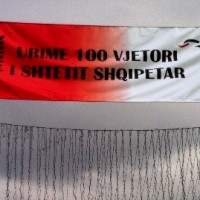 URIME 100 VJETORI
I SHTETIT SHQIPETAR